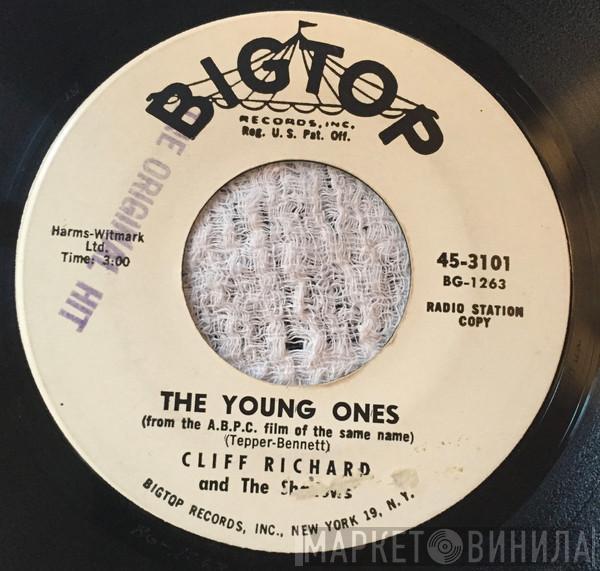 BIGTOP
RECORDS, INC.
Reg. U. S. Pat. Off.
THE ORIGINAL HIT
Harms-Witmark
Ltd.
Time: 3:00
45-3101
BG-1263
RADIO STATION
COPY
THE YOUNG ONES
(from the A.B.P.C. film of the same name)
(Tepper-Bennett)
CLIFF RICHARD
and The
BIGTOP RECORDS, INC., NEW YORK 19, N. Y.
МАРКЕТ ВИНИЛА